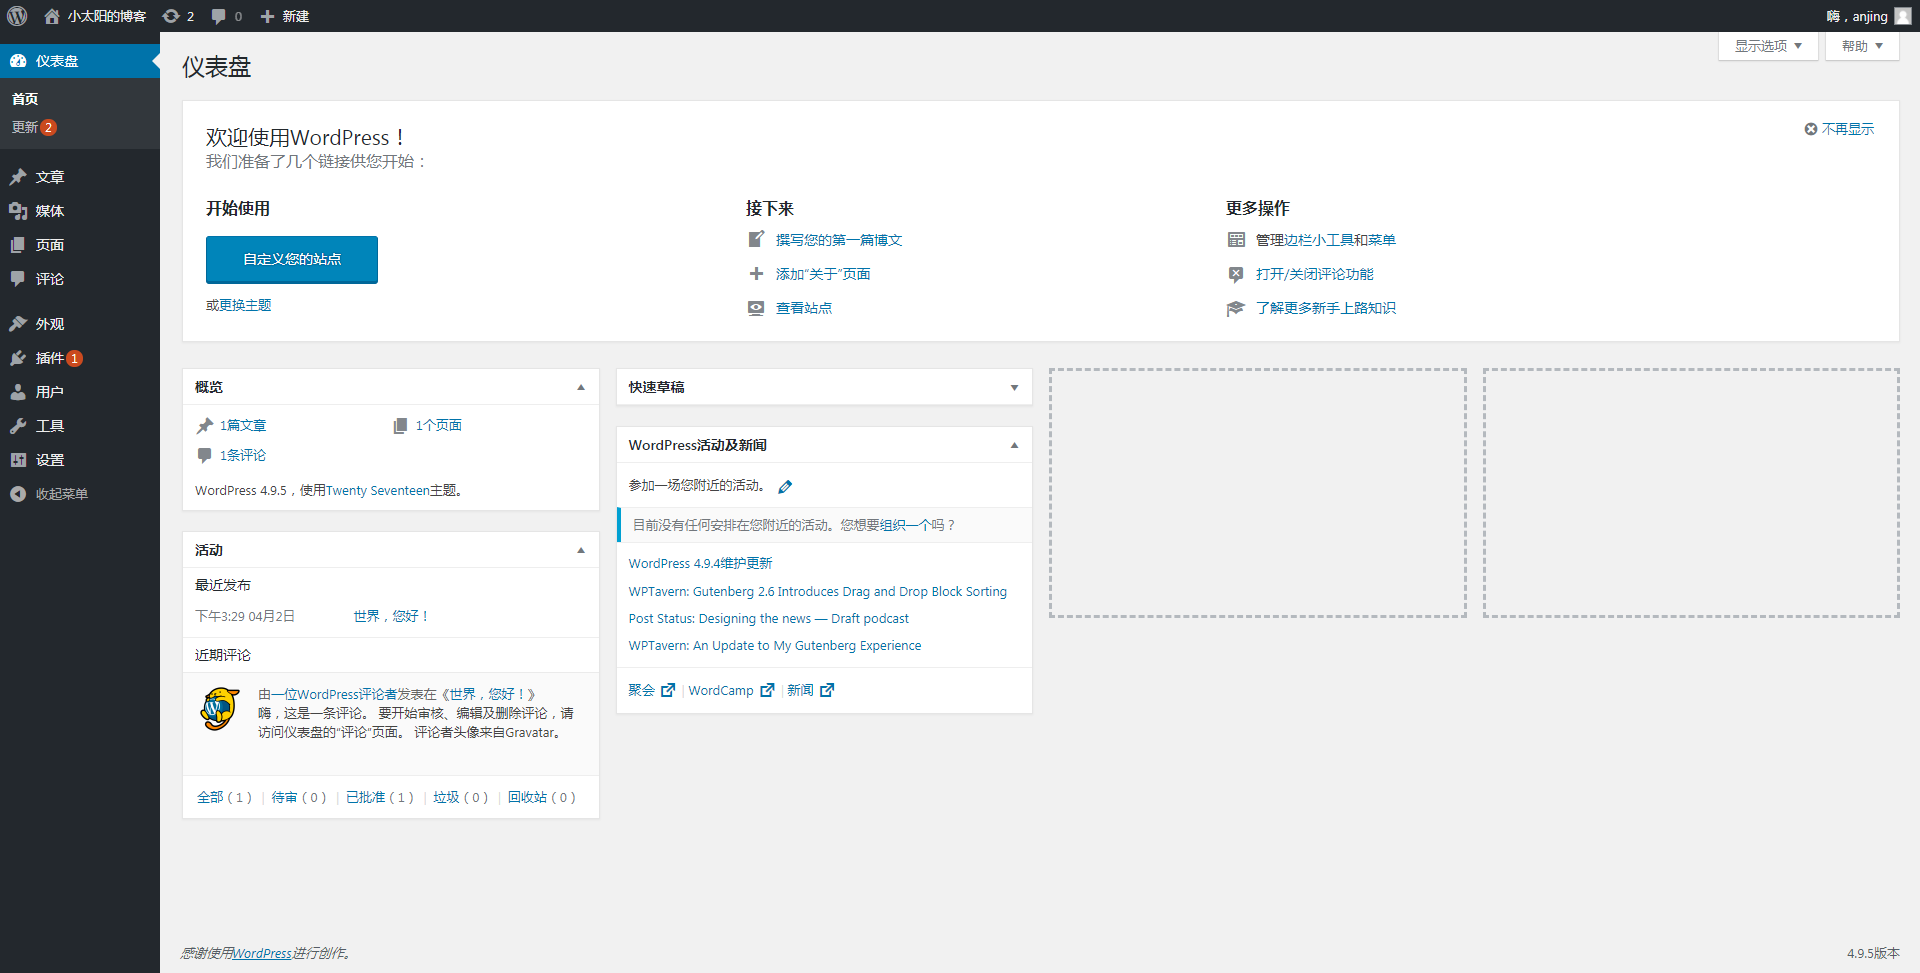 小太阳的博客 2 0 新建 嗨，anjing
仪表盘
首页
更新 2
文章
媒体
页面
评论
外观
插件 1
用户
工具
设置
收起菜单
显示选项 帮助
仪表盘
欢迎使用WordPress！
不再显示
我们准备了几个链接供您开始：
开始使用
自定义您的站点
或更换主题
接下来
撰写您的第一篇博文
添加“关于”页面
查看站点
更多操作
管理边栏小工具和菜单
打开/关闭评论功能
了解更多新手上路知识
概览
1篇文章 1个页面
1条评论
WordPress 4.9.5，使用Twenty Seventeen主题。
活动
最近发布
下午3:29 04月2日 世界，您好！
近期评论
由一位WordPress评论者发表在《世界，您好！》
嗨，这是一条评论。 要开始审核、编辑及删除评论，请
访问仪表盘的“评论”页面。 评论者头像来自Gravatar。
全部（1） | 待审（0） | 已批准（1） | 垃圾（0） | 回收站（0）
快速草稿
WordPress活动及新闻
参加一场您附近的活动。
目前没有任何安排在您附近的活动。您想要组织一个吗？
WordPress 4.9.4维护更新
WPTavern: Gutenberg 2.6 Introduces Drag and Drop Block Sorting
Post Status: Designing the news — Draft podcast
WPTavern: An Update to My Gutenberg Experience
聚会 | WordCamp | 新闻
感谢使用WordPress进行创作。
4.9.5版本